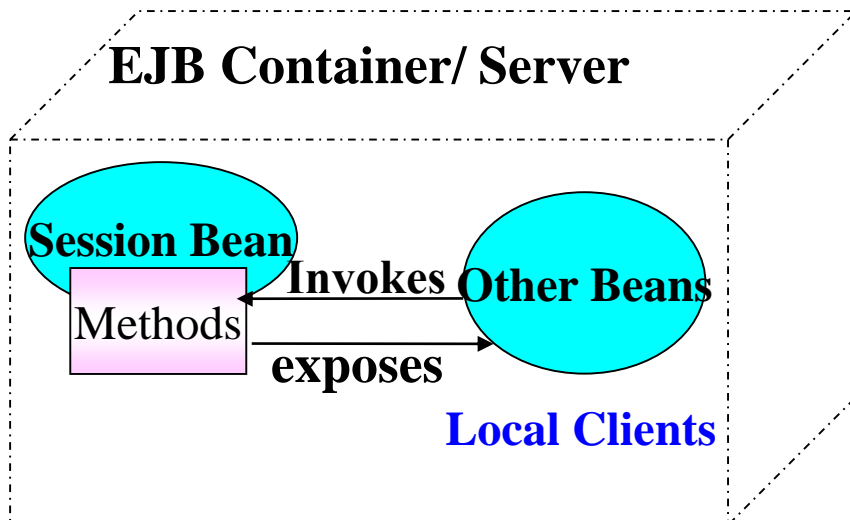 EJB Container/ Server
Session Bean
Invokes
Other Beans
Methods
exposes
Local Clients